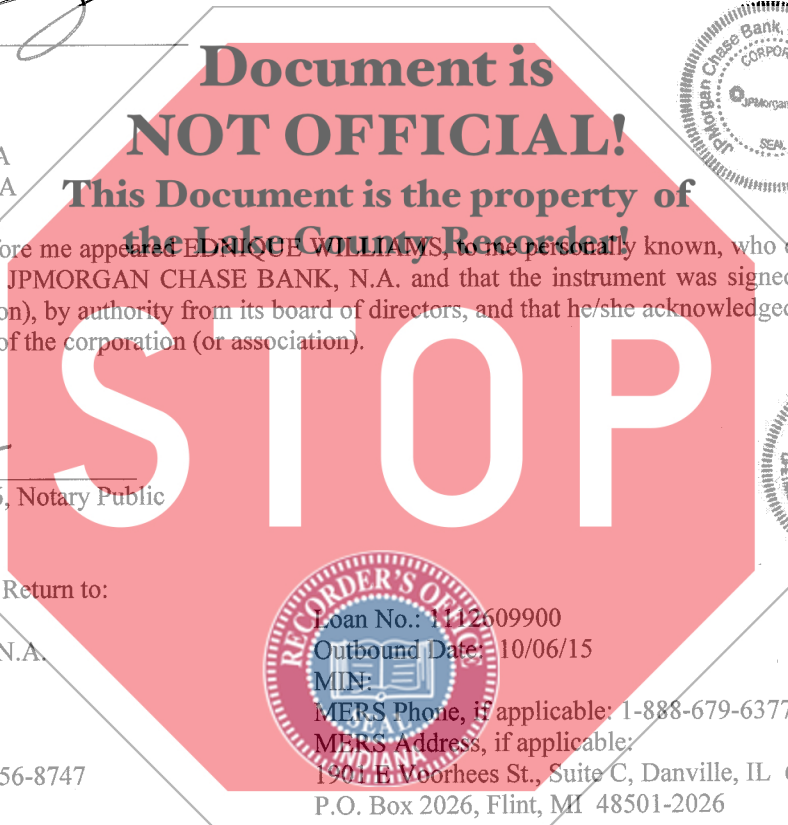 Document is
NOT OFFICIAL!
This Document is the property of
the Lake County Recorder!
JPMorgan Chase Bank,
CORPOR
JPMorgan
SEAL
A
A
ore me appeared EDNIQUE WILLIAMS, to me personally known, who
JPMORGAN CHASE BANK, N.A. and that the instrument was signed
on), by authority from its board of directors, and that he/she acknowledged
of the corporation (or association).
STOP
, Notary Public
Return to:
N.A.
56-8747
RECORDER'S OFFICE
SEAL
INDIANA
Loan No.: 1112609900
Outbound Date: 10/06/15
MIN:
MERS Phone, if applicable: 1-888-679-6377
MERS Address, if applicable:
1901 E Voorhees St., Suite C, Danville, IL
P.O. Box 2026, Flint, MI 48501-2026